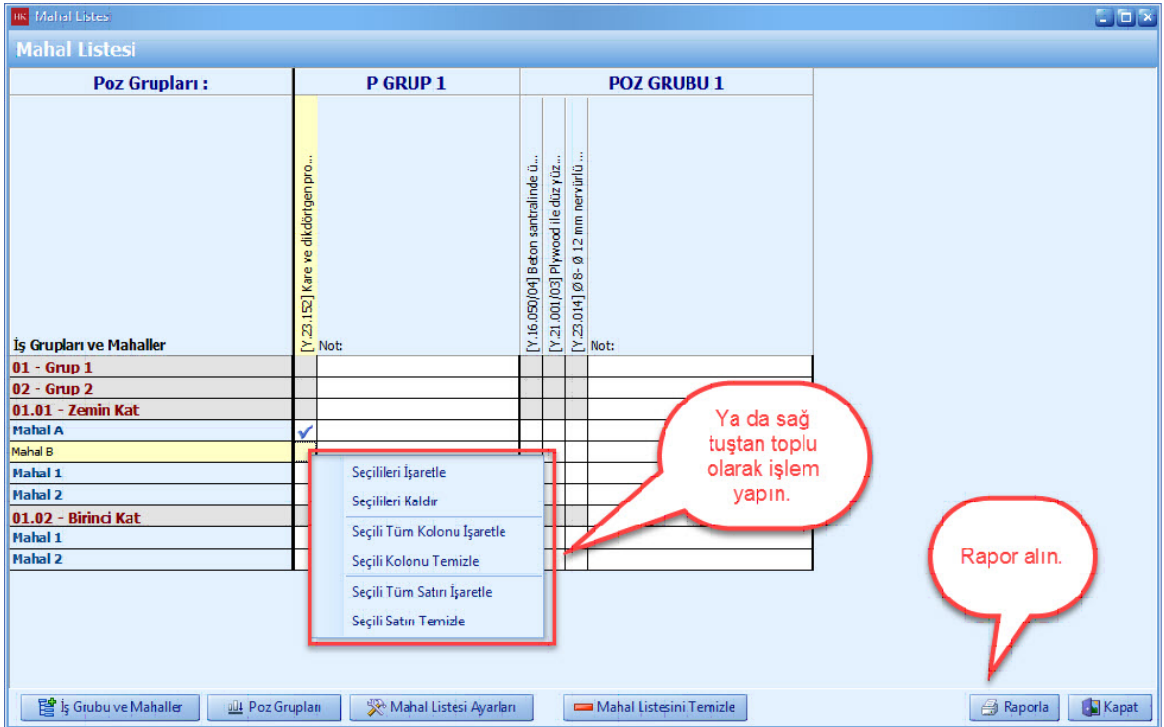 HK Mahal Listesi
Mahal Listesi
Poz Grupları :
P GRUP 1
POZ GRUBU 1
İş Grupları ve Mahaller
[Y.23.152] Kare ve dikdörtgen pro...
Not:
[Y.16.050/04] Beton santralinde ü...
[Y.21.001/03] Plywood ile düz yüz...
[Y.23.014] Ø 8- Ø 12 mm nervürlü ...
Not:
01 - Grup 1
02 - Grup 2
01.01 - Zemin Kat
Mahal A
Mahal B
Mahal 1
Mahal 2
01.02 - Birinci Kat
Mahal 1
Mahal 2
Seçilileri İşaretle
Seçilileri Kaldır
Seçili Tüm Kolonu İşaretle
Seçili Kolonu Temizle
Seçili Tüm Satırı İşaretle
Seçili Satırı Temizle
Ya da sağ
tuştan toplu
olarak işlem
yapın.
Rapor alın.
İş Grubu ve Mahaller
Poz Grupları
Mahal Listesi Ayarları
Mahal Listesini Temizle
Raporla
Kapat